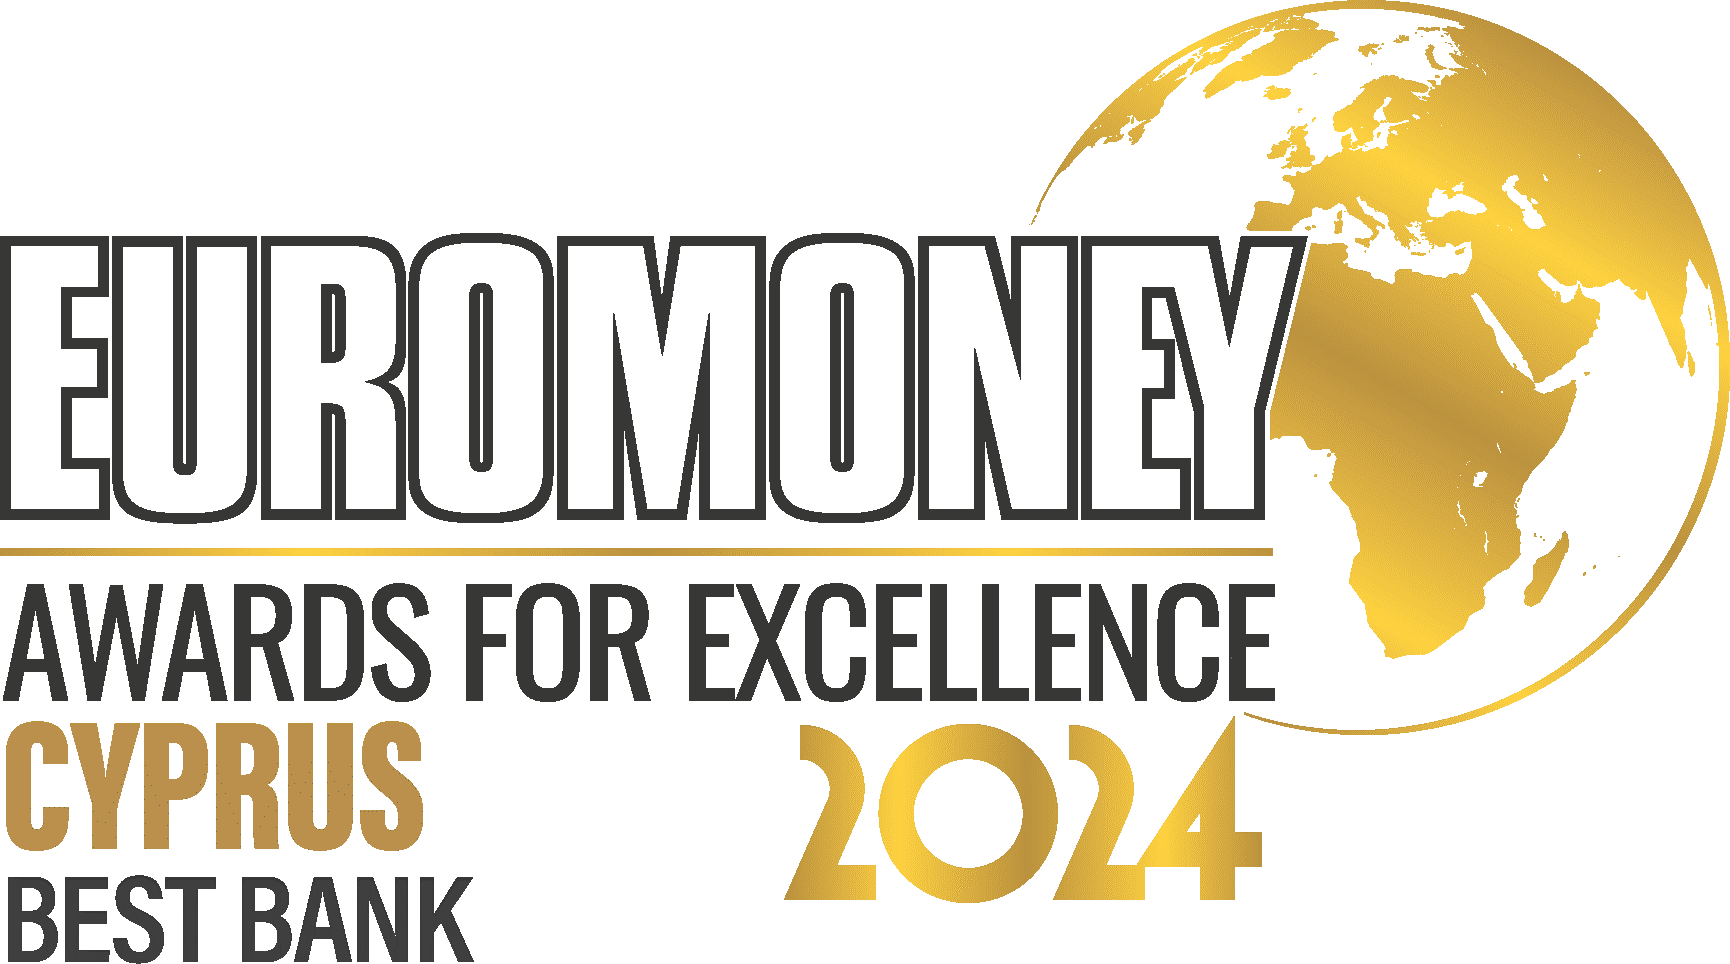 EUROMONEY
AWARDS FOR EXCELLENCE
CYPRUS
2024
BEST BANK